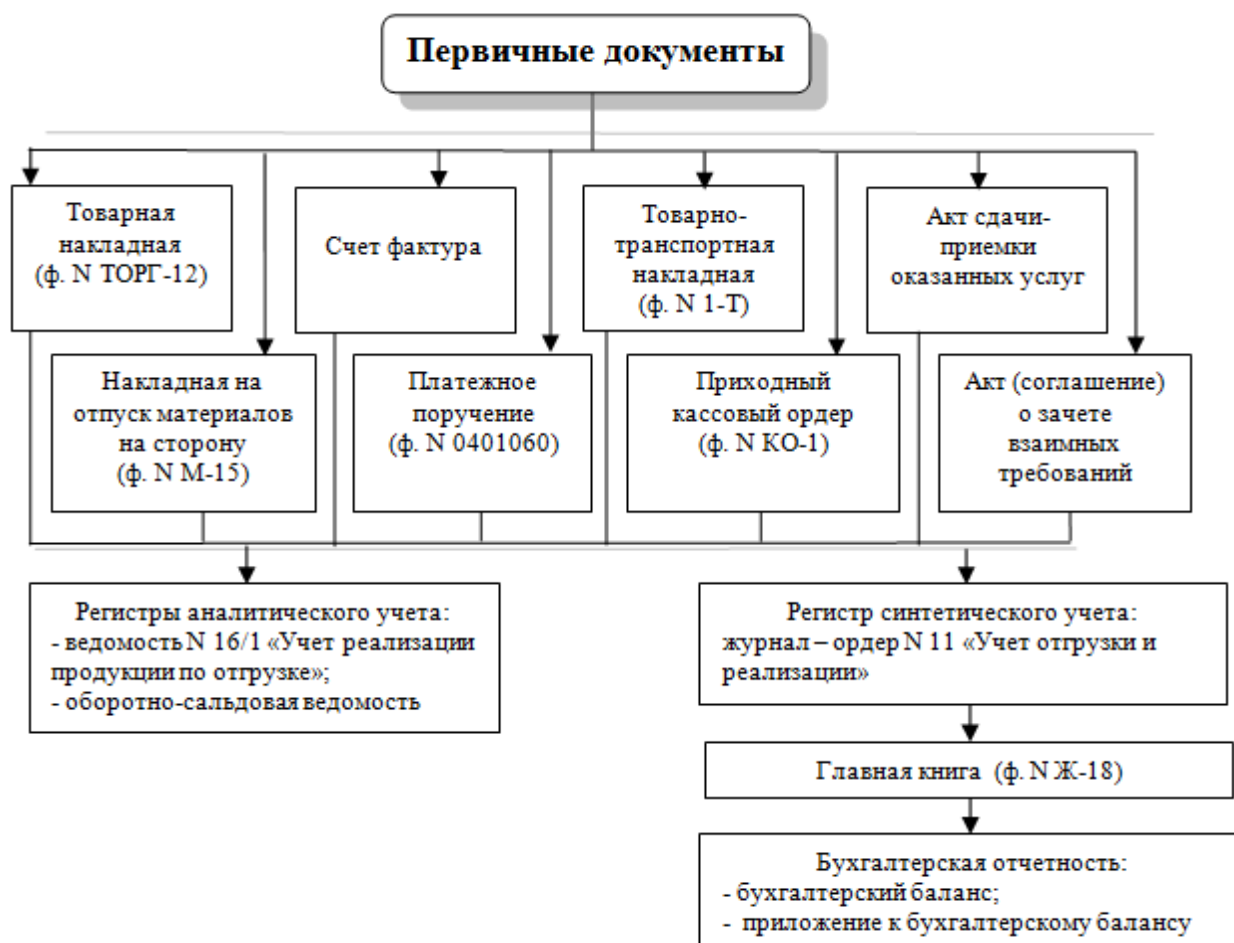 Первичные документы
Товарная
накладная
(ф. N ТОРГ-12)
Счет фактура
Товарно-
транспортная
накладная
(ф. N 1-Т)
Акт сдачи-
приемки
оказанных услуг
Накладная на
отпуск материалов
на сторону
(ф. N М-15)
Платежное
поручение
(ф. N 0401060)
Приходный
кассовый ордер
(ф. N КО-1)
Акт (соглашение)
о зачете
взаимных
требований
Регистры аналитического учета:
- ведомость N 16/1 «Учет реализации
продукции по отгрузке»;
- оборотно-сальдовая ведомость
Регистр синтетического учета:
журнал – ордер N 11 «Учет отгрузки и
реализации»
Главная книга (ф. N Ж-18)
Бухгалтерская отчетность:
- бухгалтерский баланс;
- приложение к бухгалтерскому балансу